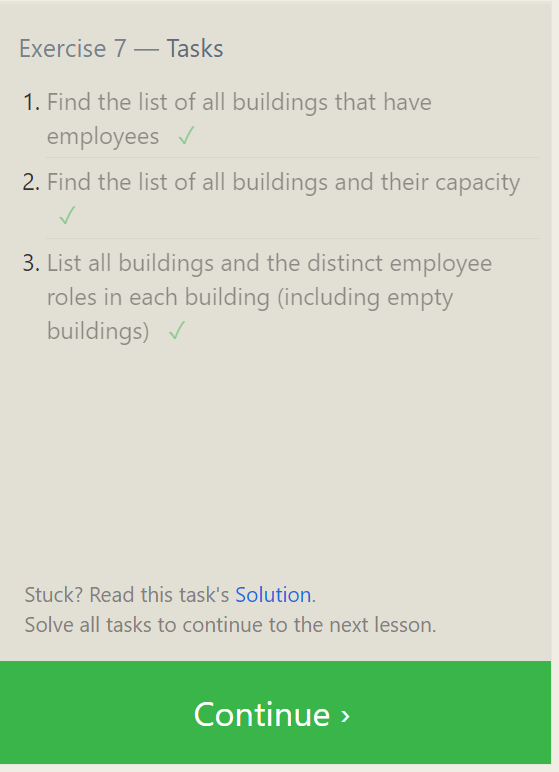 Exercise 7 — Tasks
1. Find the list of all buildings that have
employees ✓
2. Find the list of all buildings and their capacity
✓
3. List all buildings and the distinct employee
roles in each building (including empty
buildings) ✓
Stuck? Read this task's Solution.
Solve all tasks to continue to the next lesson.
Continue ›